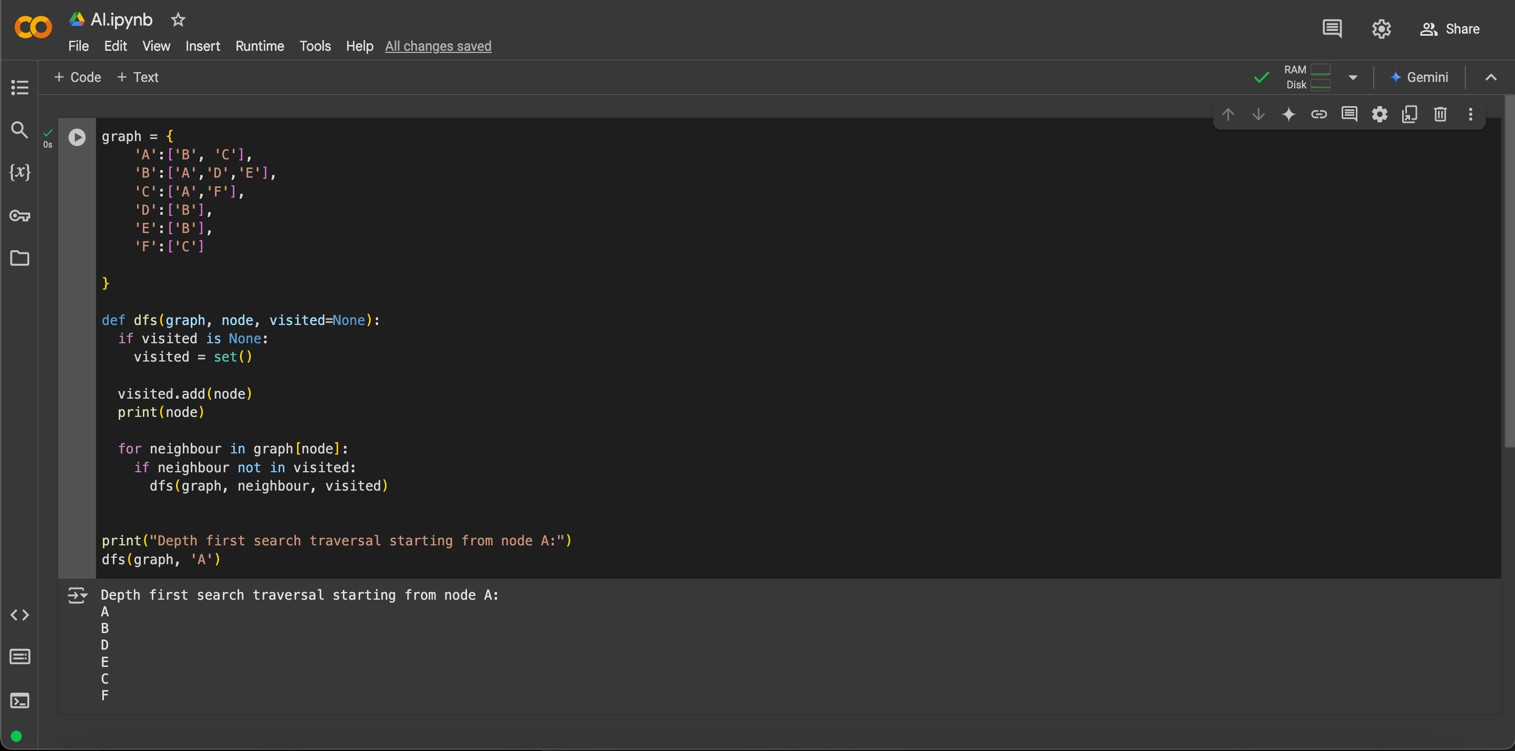 AI.ipynb
File Edit View Insert Runtime Tools Help All changes saved
Share
+ Code + Text
RAM
Disk
Gemini
{x}
0s
graph = {
    'A':['B', 'C'],
    'B':['A','D','E'],
    'C':['A','F'],
    'D':['B'],
    'E':['B'],
    'F':['C']

}

def dfs(graph, node, visited=None):
  if visited is None:
    visited = set()

  visited.add(node)
  print(node)

  for neighbour in graph[node]:
    if neighbour not in visited:
      dfs(graph, neighbour, visited)


print("Depth first search traversal starting from node A:")
dfs(graph, 'A')
Depth first search traversal starting from node A:
A
B
D
E
C
F